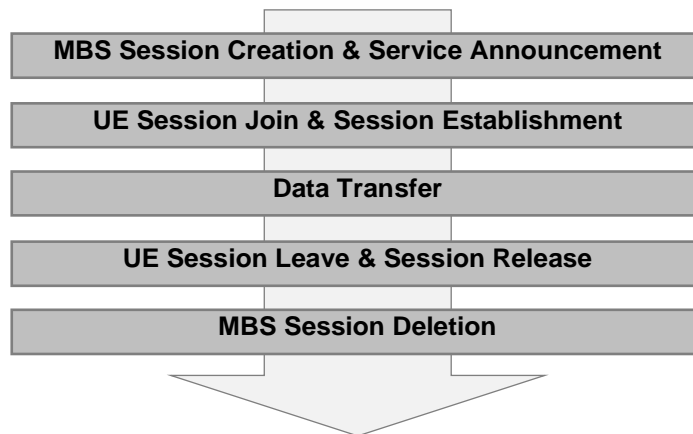 MBS Session Creation & Service Announcement
UE Session Join & Session Establishment
Data Transfer
UE Session Leave & Session Release
MBS Session Deletion